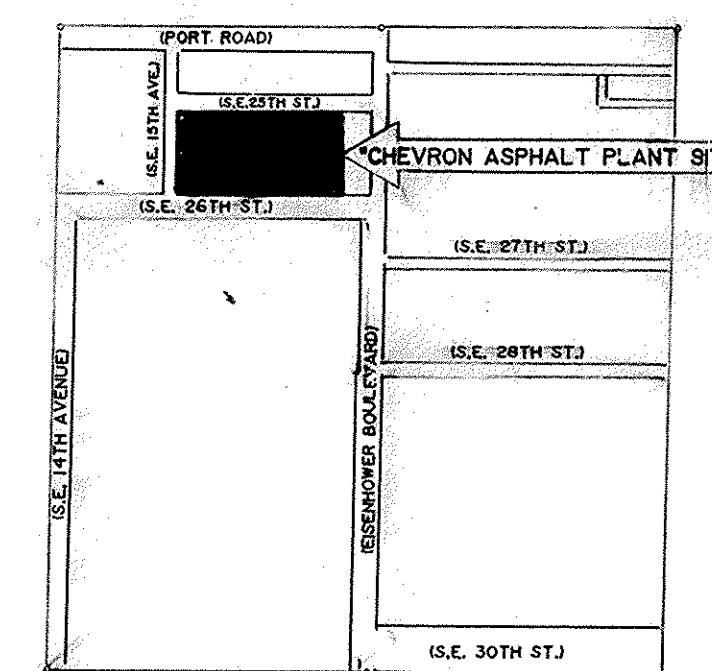 (PORT ROAD)
(S.E. 15TH AVE.)
(S.E.25TH ST.)
"CHEVRON ASPHALT PLANT
(S.E. 26TH ST.)
(S.E. 27TH ST.)
(S.E. 28TH ST.)
(S.E. 14TH AVENUE)
(EISENHOWER BOULEVARD)
(S.E. 30TH ST.)